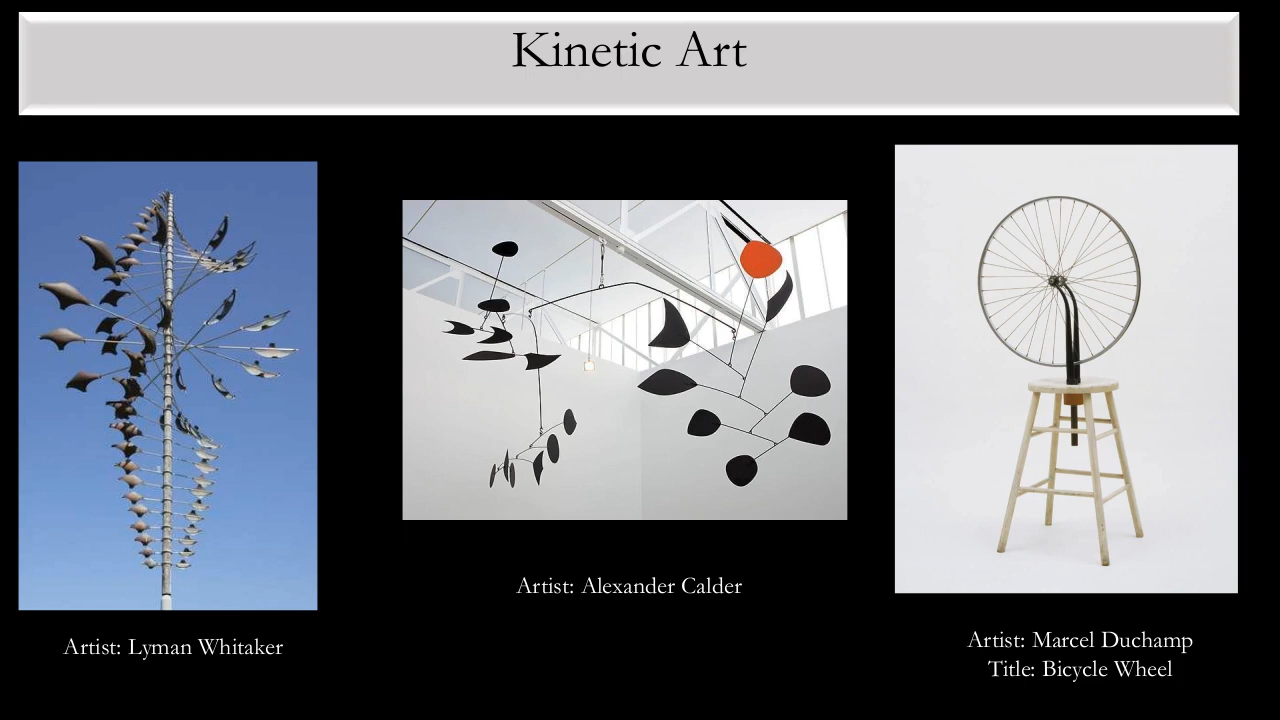 Kinetic Art
Artist: Lyman Whitaker
Artist: Alexander Calder
Artist: Marcel Duchamp
Title: Bicycle Wheel